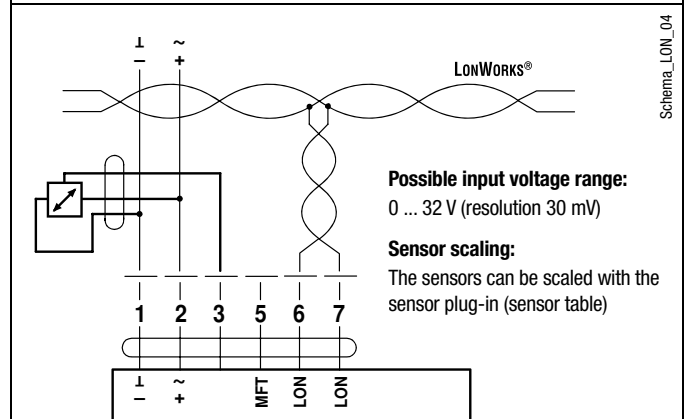 ⊥ ~
– +
LONWORKS®
Schema_LON_04
Possible input voltage range:
0 ... 32 V (resolution 30 mV)
Sensor scaling:
The sensors can be scaled with the
sensor plug-in (sensor table)
1 2 3 5 6 7
⊥ ~ MFT LON LON
– +